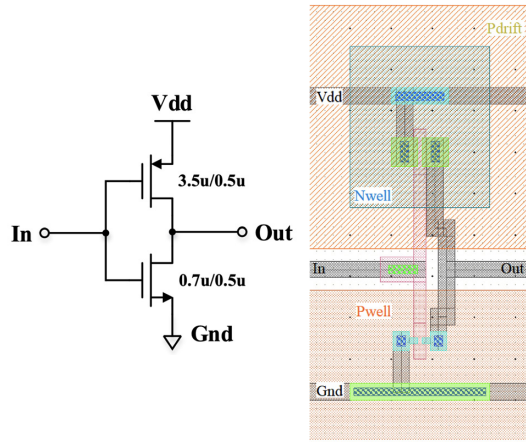 Vdd
3.5u/0.5u
In
Out
0.7u/0.5u
Gnd
Pdrift
Vdd
Nwell
In
Out
Pwell
Gnd